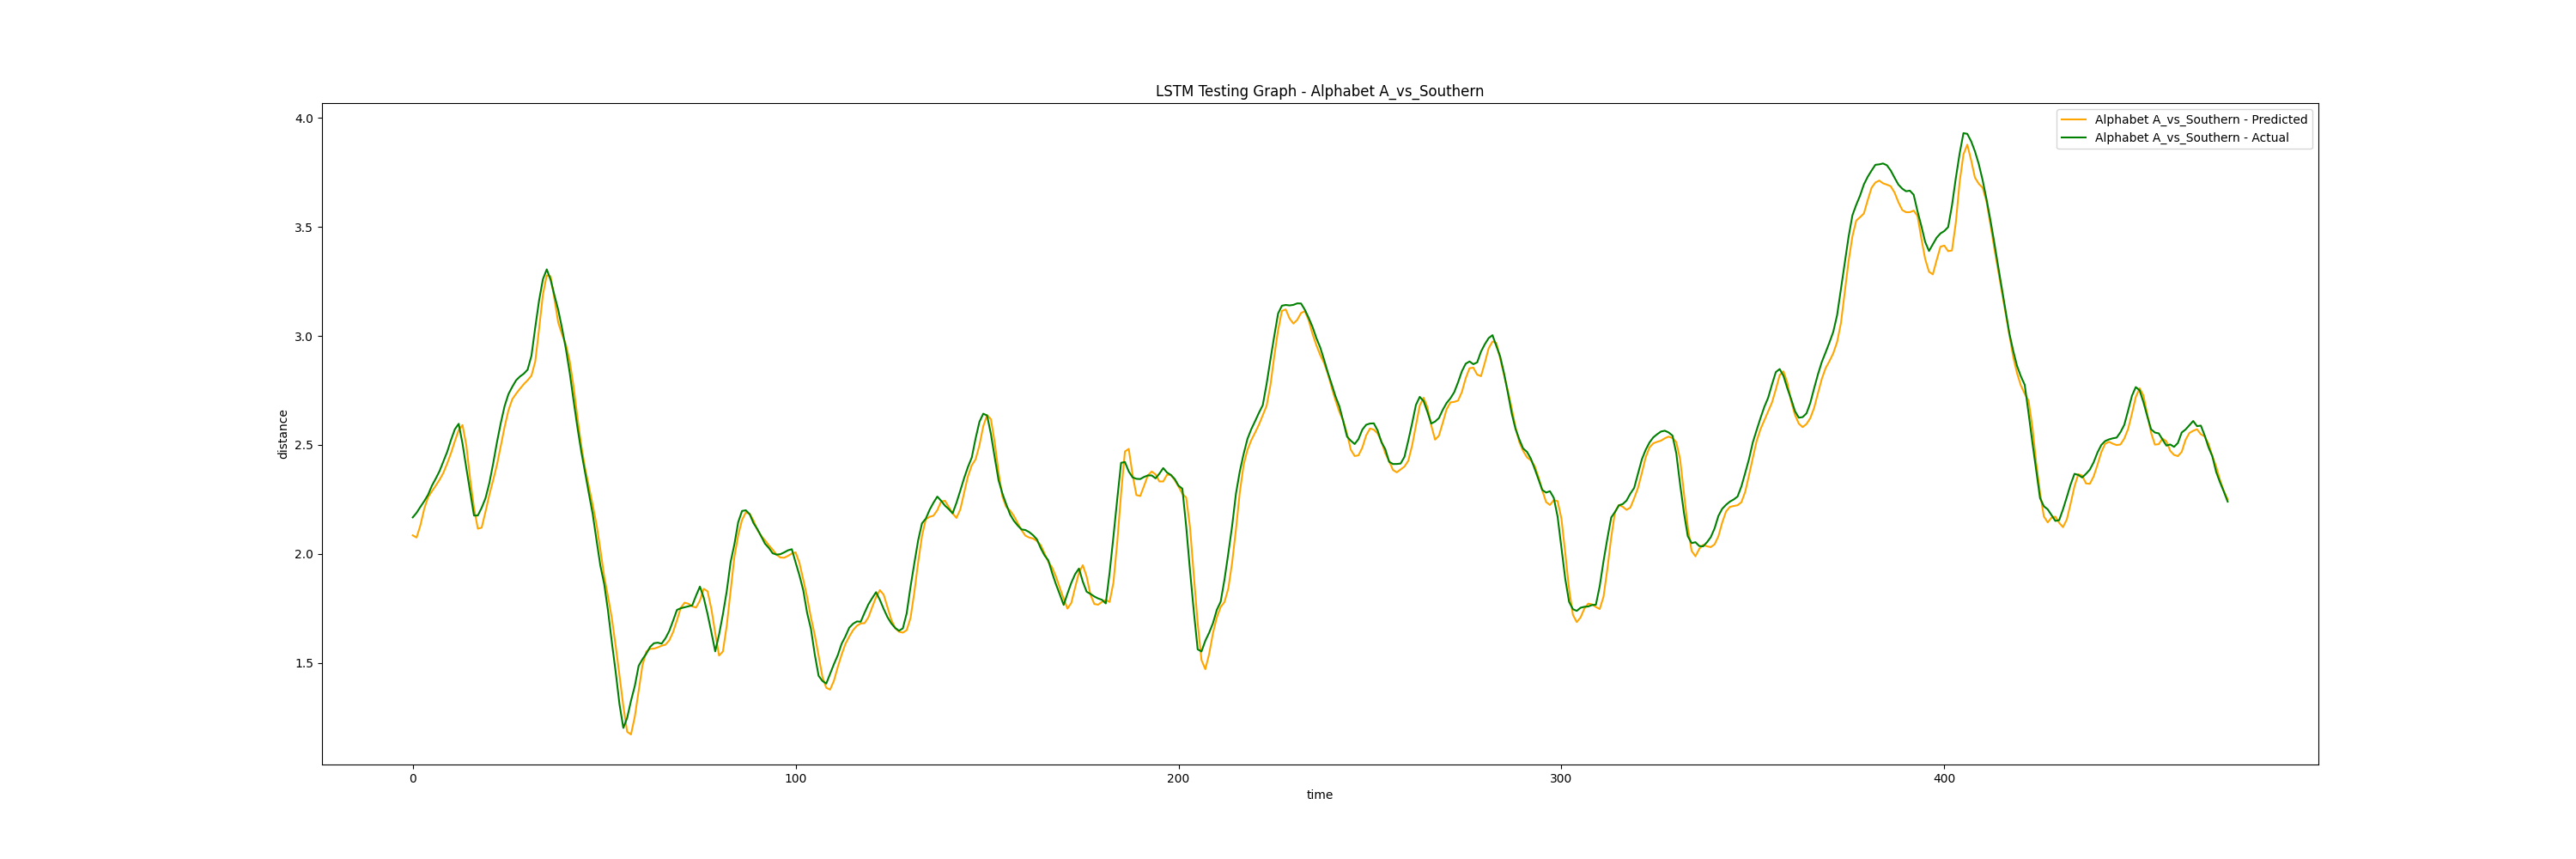 LSTM Testing Graph - Alphabet A_vs_Southern
Alphabet A_vs_Southern - Predicted
Alphabet A_vs_Southern - Actual
4.0
3.5
3.0
2.5
2.0
1.5
distance
0 100 200 300 400
time